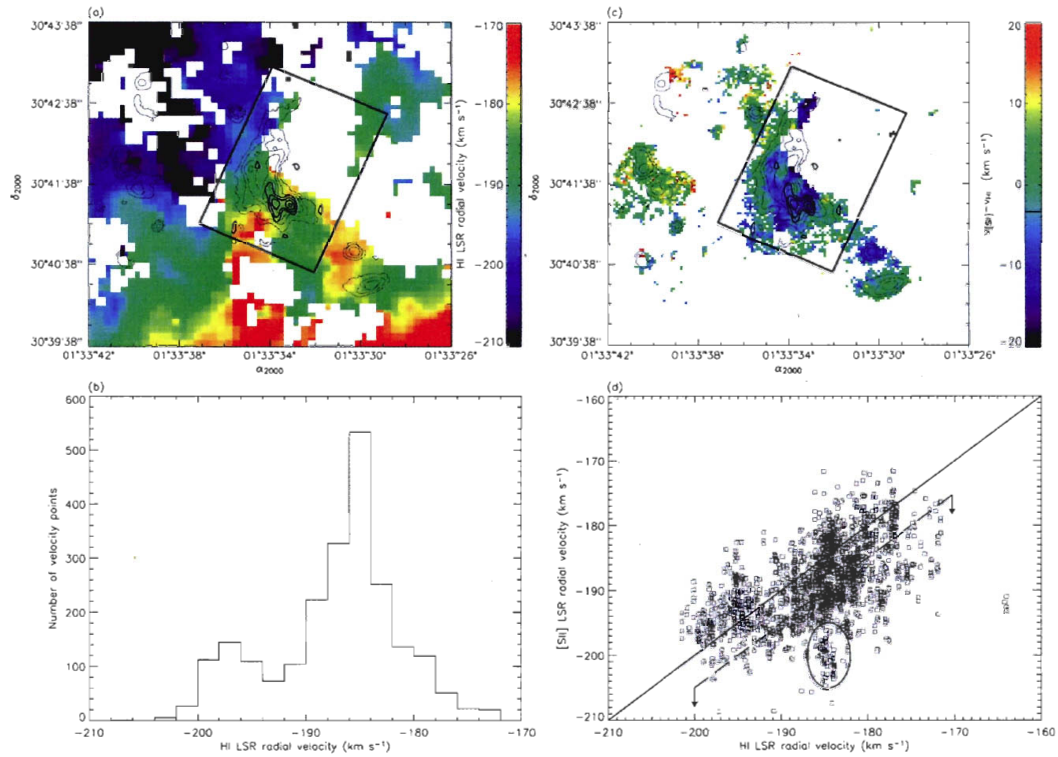 (a)
30°43'38''
30°42'38''
30°41'38''
30°40'38''
30°39'38''
δ2000
01ʰ33ᵐ42ˢ 01ʰ33ᵐ38ˢ 01ʰ33ᵐ34ˢ 01ʰ33ᵐ30ˢ 01ʰ33ᵐ26ˢ
α2000
-170
-180
-190
-200
-210
HI LSR radial velocity (km s⁻¹)
(c)
30°43'38''
30°42'38''
30°41'38''
30°40'38''
30°39'38''
δ2000
01ʰ33ᵐ42ˢ 01ʰ33ᵐ38ˢ 01ʰ33ᵐ34ˢ 01ʰ33ᵐ30ˢ 01ʰ33ᵐ26ˢ
α2000
20
10
0
-10
-20
(km s⁻¹)
(b)
600
500
400
300
200
100
0
Number of velocity points
-210 -200 -190 -180 -170
HI LSR radial velocity (km s⁻¹)
(d)
-160
-170
-180
-190
-200
-210
[SII] LSR radial velocity (km s⁻¹)
-210 -200 -190 -180 -170 -160
HI LSR radial velocity (km s⁻¹)